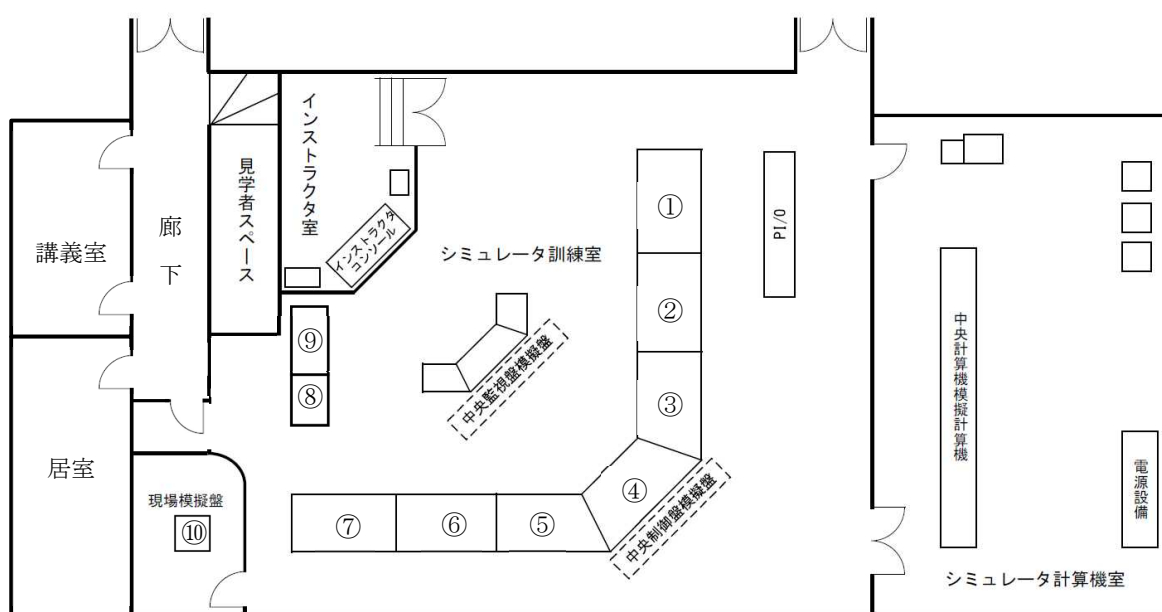 講義室
居室
廊下
見学者スペース
インストラクタ室
インストラクタ
コンソール
シミュレータ訓練室
①
②
③
④
⑤
⑥
⑦
⑧
⑨
現場模擬盤
⑩
中央監視盤模擬盤
中央制御盤模擬盤
PI/O
中央計算機模擬計算機
電源設備
シミュレータ計算機室